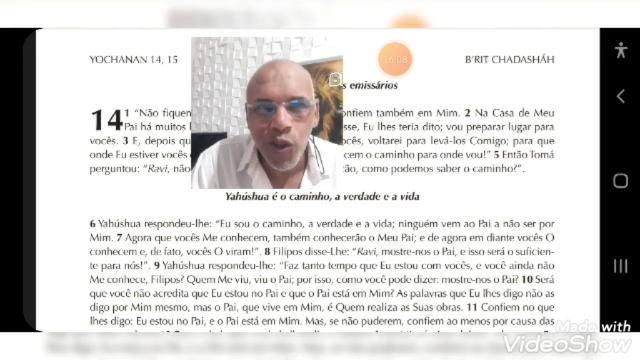 YOCHANAN 14, 15 B'RIT CHADASHÁH
16:08
s emissários
14 1 "Não fiquen confiem também em Mim. 2 Na Casa de Meu
Pai há muitos sse, Eu lhes teria dito; vou preparar lugar para
vocês. 3 E, depois qu ocês, voltarei para levá-los Comigo; para que
onde Eu estiver vocês cem o caminho para onde vou!" 5 Então Tomá
perguntou: "Ravi, não tão, como podemos saber o caminho?".
Yahúshua é o caminho, a verdade e a vida
6 Yahúshua respondeu-lhe: "Eu sou o caminho, a verdade e a vida; ninguém vem ao Pai a não ser por
Mim. 7 Agora que vocês Me conhecem, também conhecerão o Meu Pai; e de agora em diante vocês O
conhecem e, de fato, vocês O viram!". 8 Filipos disse-Lhe: "Ravi, mostre-nos o Pai, e isso será o suficien-
te para nós!". 9 Yahúshua respondeu-lhe: "Faz tanto tempo que Eu estou com vocês, e você ainda não
Me conhece, Filipos? Quem Me viu, viu o Pai; por isso, como você pode dizer: mostre-nos o Pai? 10 Será
que você não acredita que Eu estou no Pai e que o Pai está em Mim? As palavras que Eu lhes digo não as
digo por Mim mesmo, mas o Pai, que vive em Mim, é Quem realiza as Suas obras. 11 Confiem no que
lhes digo: Eu estou no Pai, e o Pai está em Mim. Mas, se não puderem, confiem ao menos por causa das
Made with
VideoShow